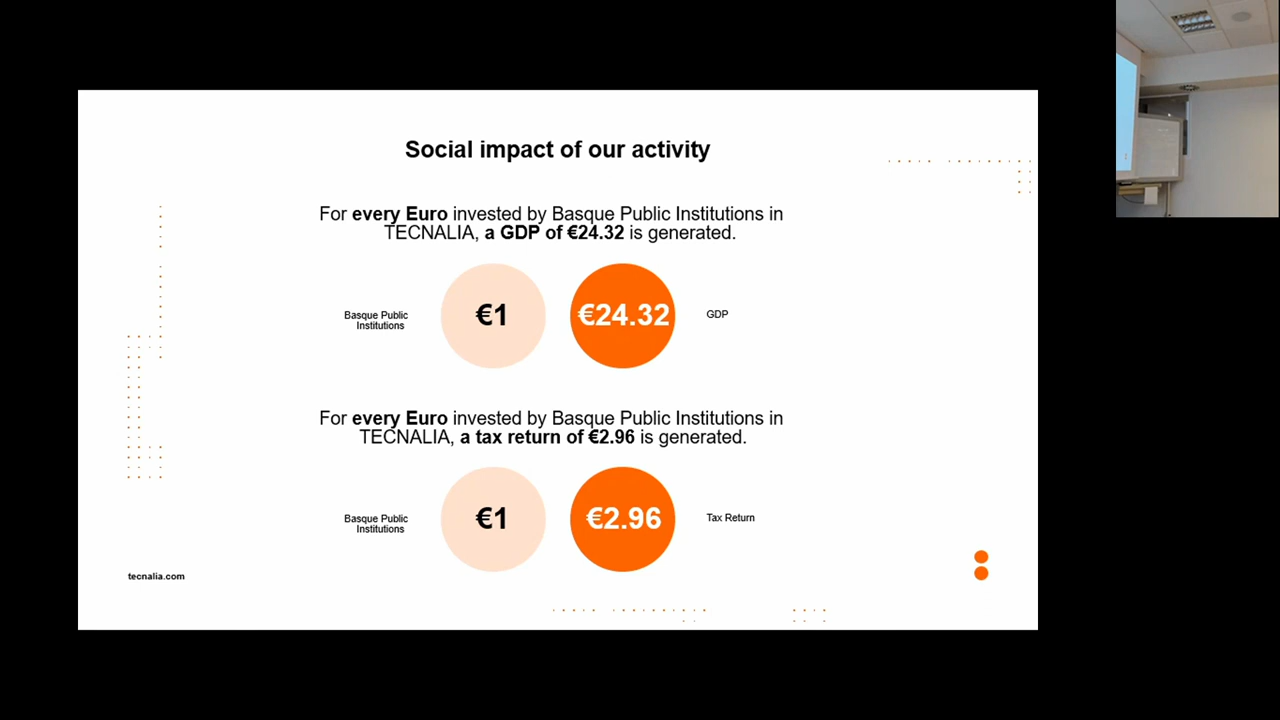 Social impact of our activity
For every Euro invested by Basque Public Institutions in
TECNALIA, a GDP of €24.32 is generated.
Basque Public
Institutions
€1
€24.32
GDP
For every Euro invested by Basque Public Institutions in
TECNALIA, a tax return of €2.96 is generated.
Basque Public
Institutions
€1
€2.96
Tax Return
tecnalia.com